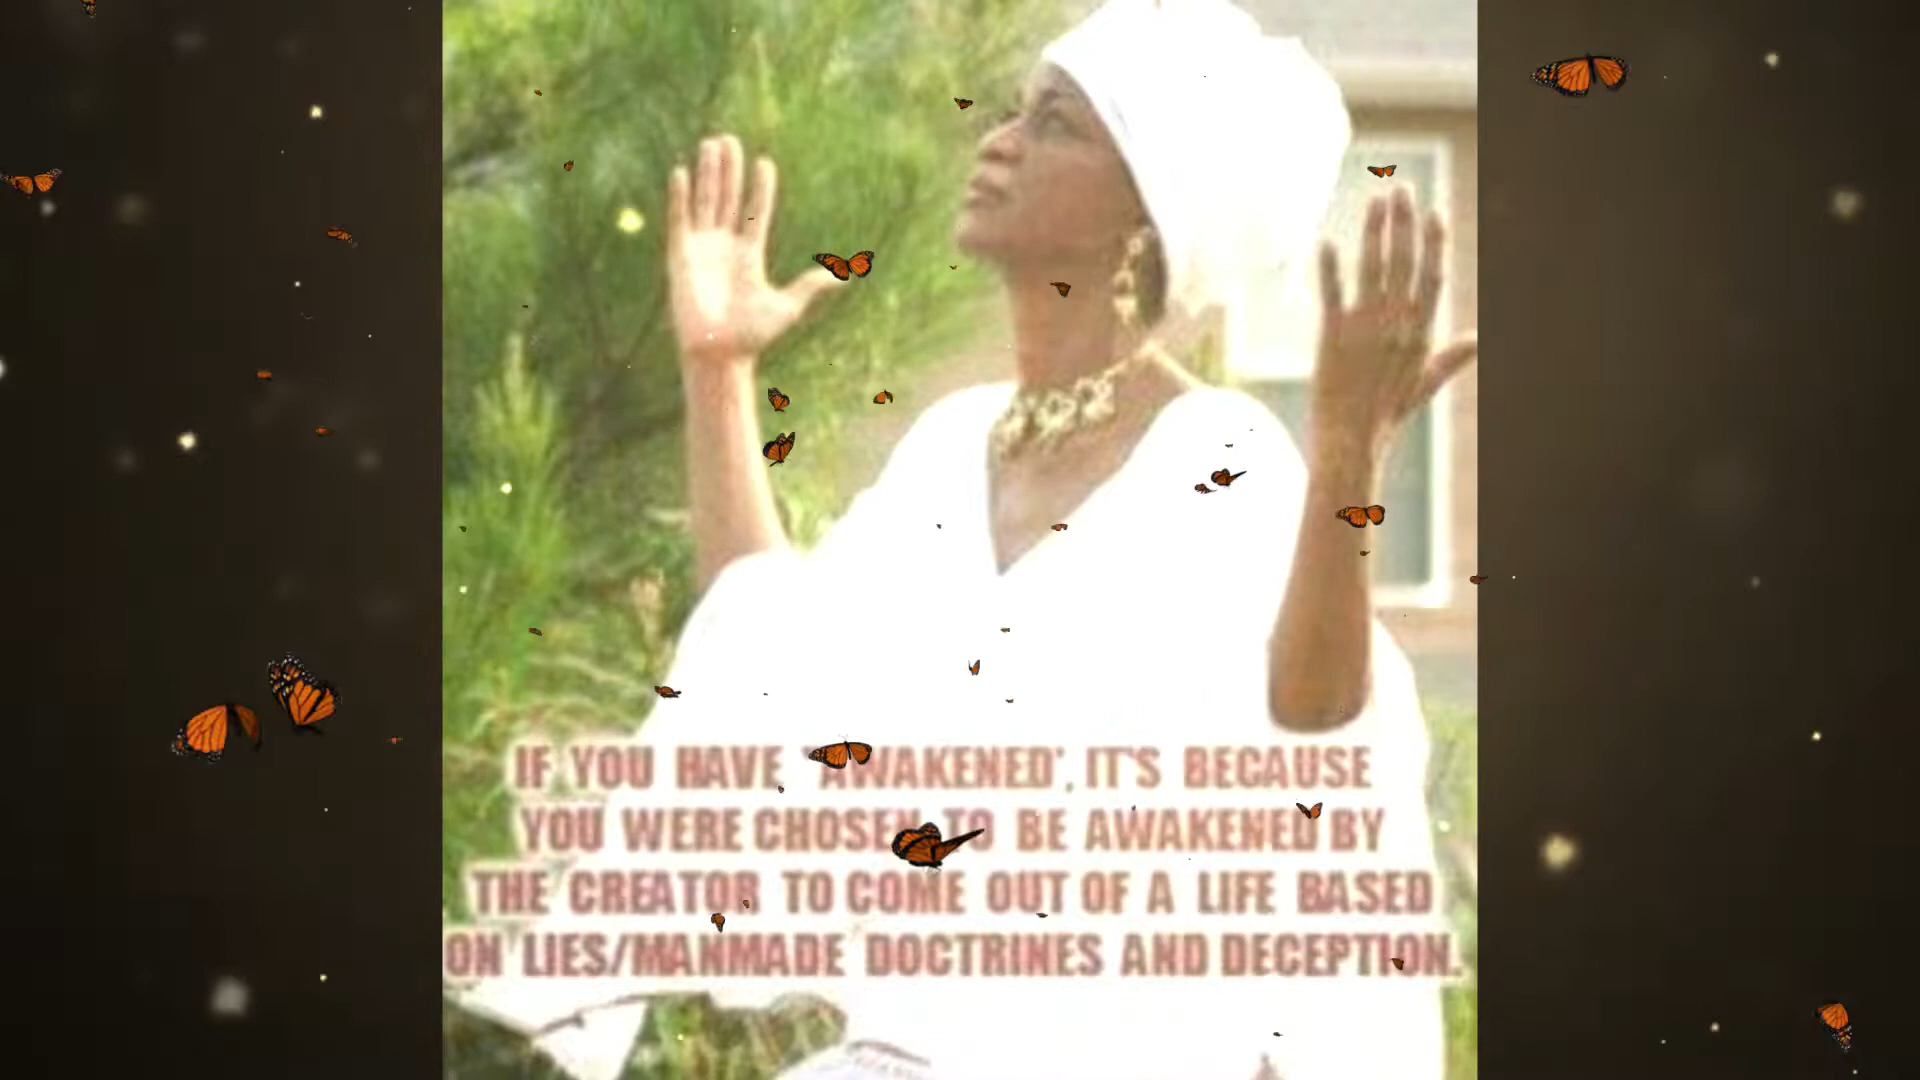 IF YOU HAVE 'AWAKENED', IT'S BECAUSE
YOU WERE CHOSEN TO BE AWAKENED BY
THE CREATOR TO COME OUT OF A LIFE BASED
ON LIES/MANMADE DOCTRINES AND DECEPTION.